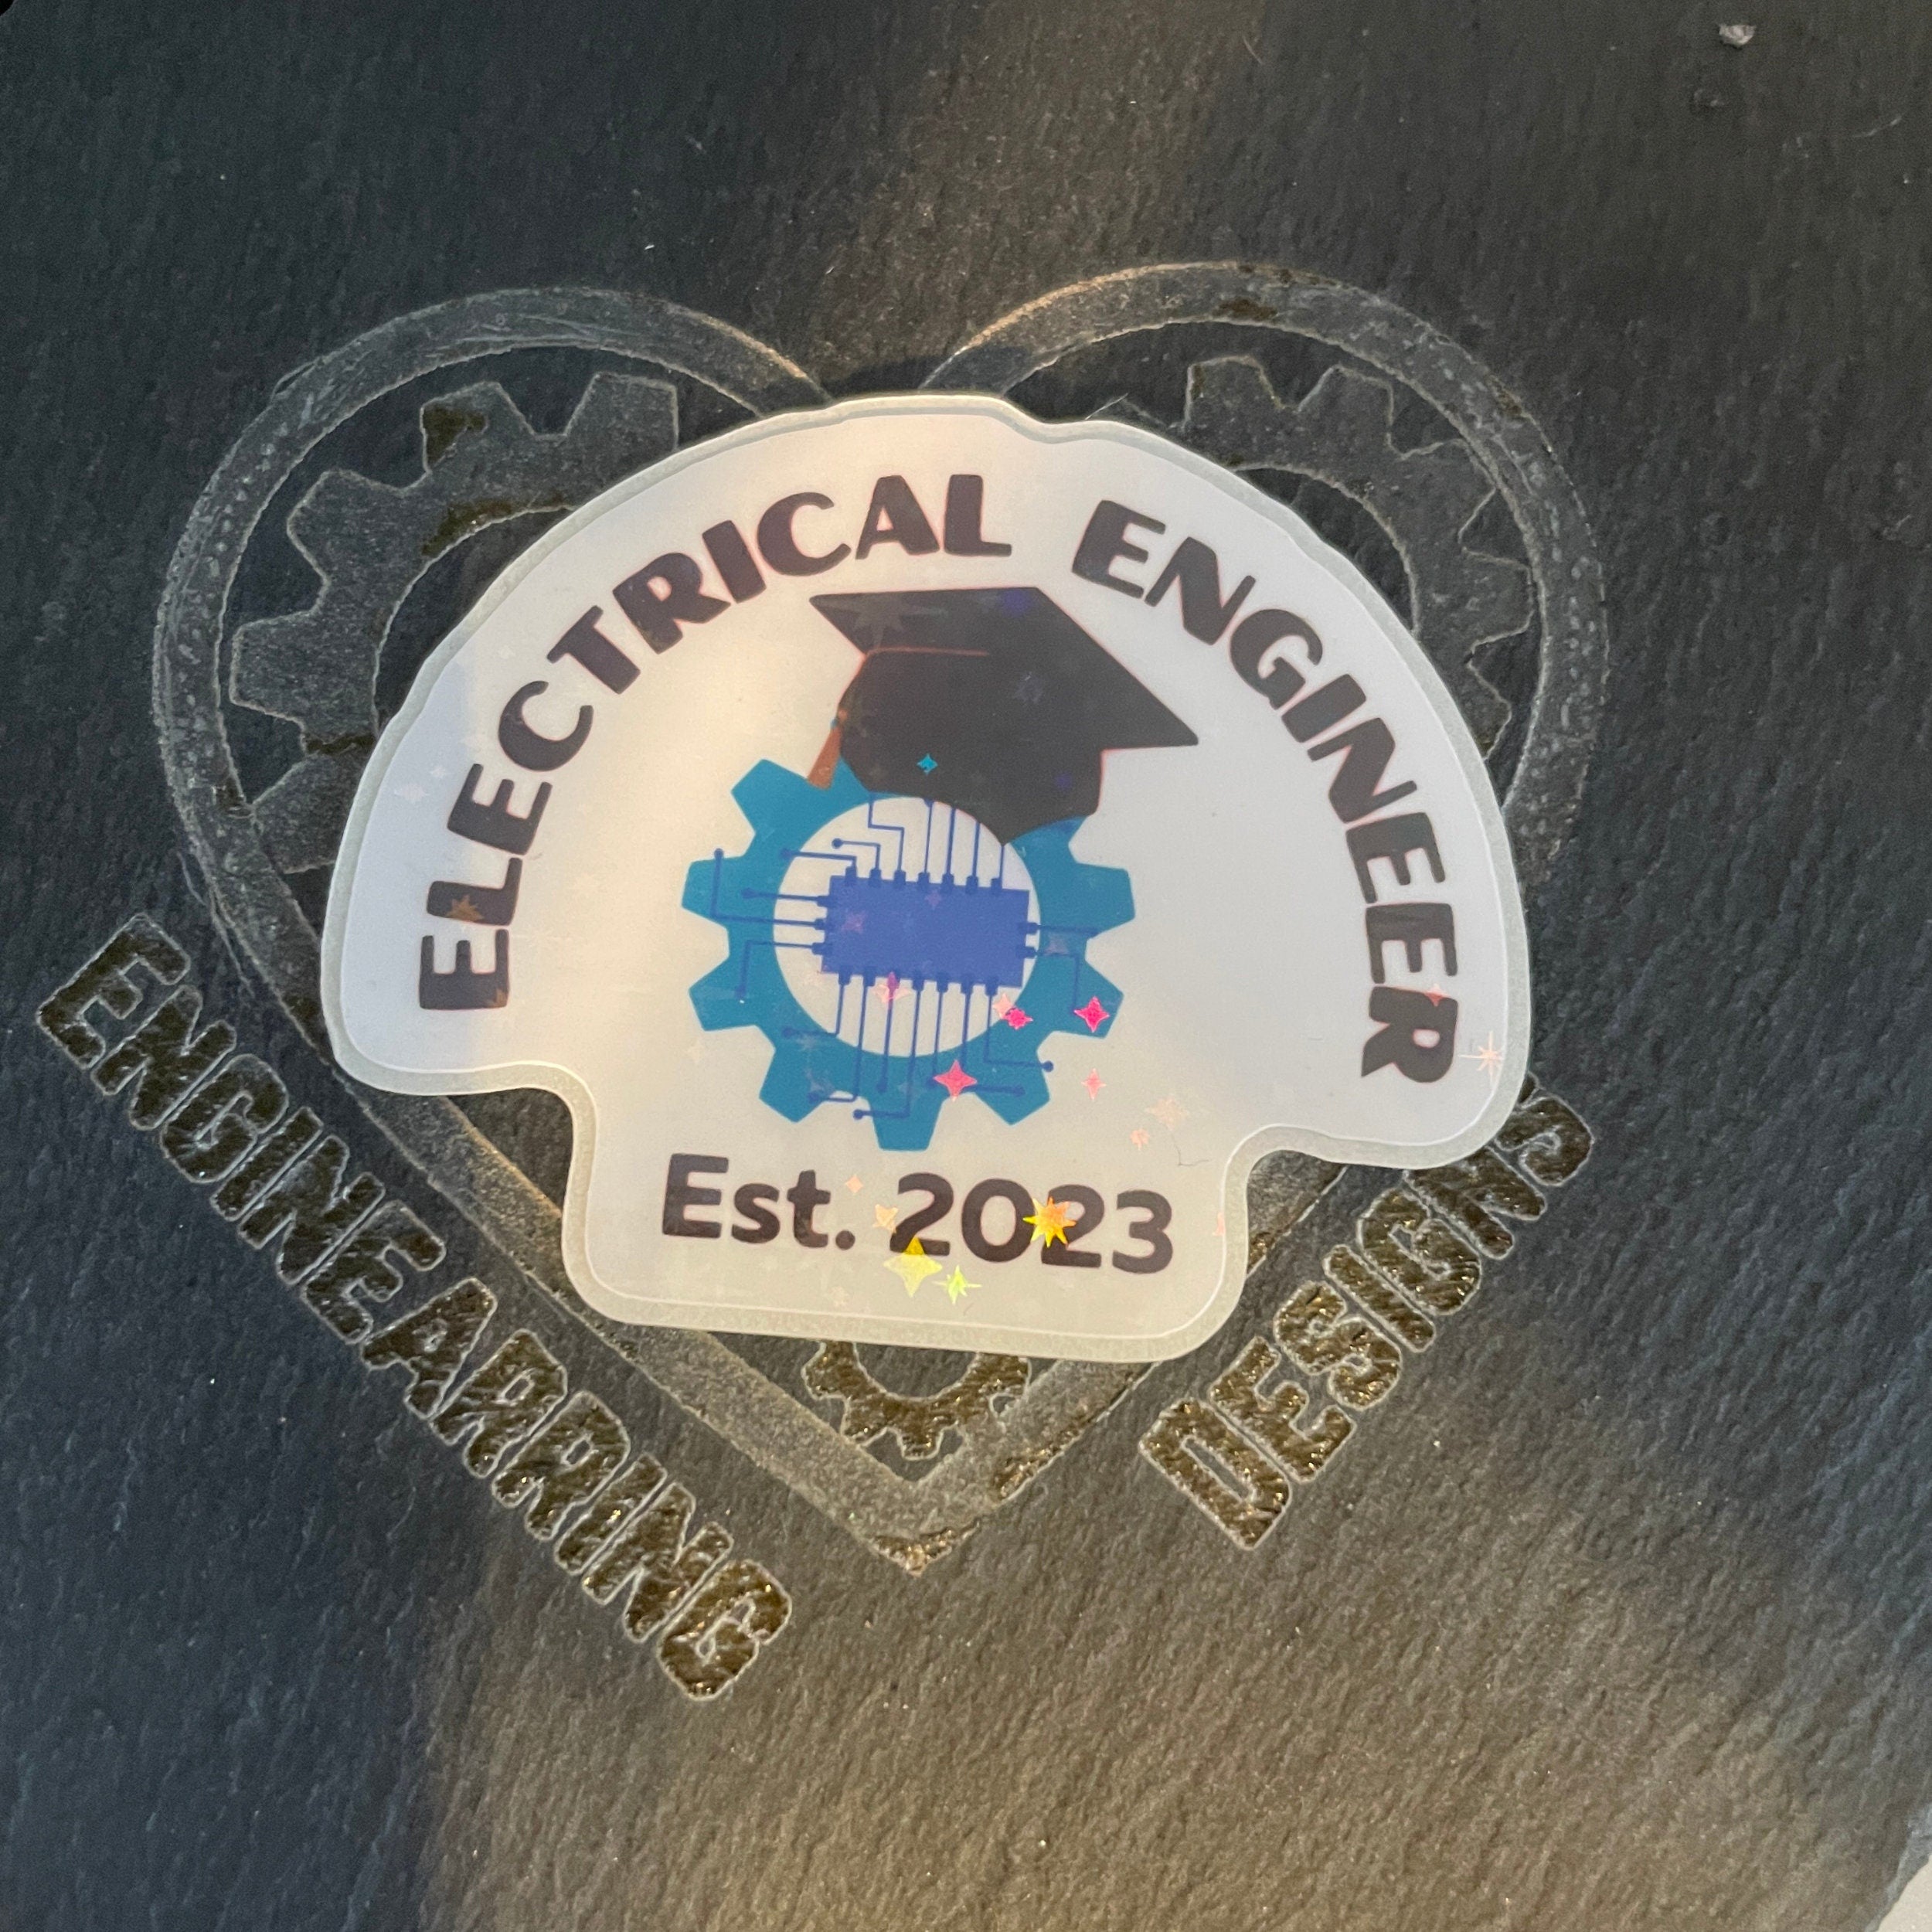 ELECTRICAL ENGINEER
Est. 2023
ENGINEARRING
DESIGNS